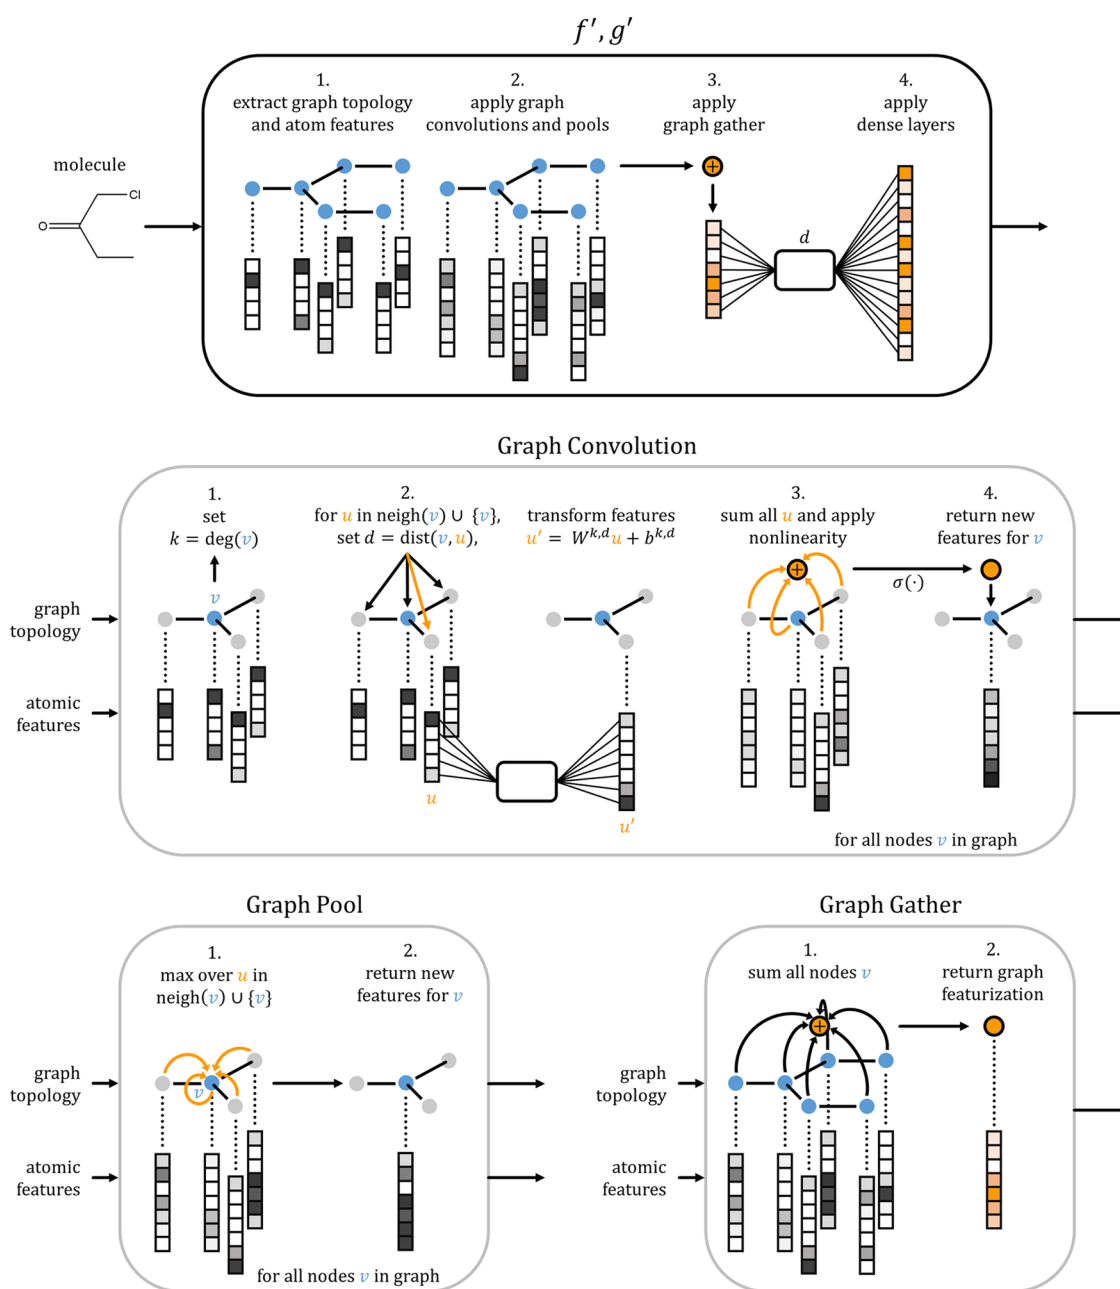 f′, g′
1.
extract graph topology
and atom features
2.
apply graph
convolutions and pools
3.
apply
graph gather
4.
apply
dense layers
molecule
Cl
O
d
Graph Convolution
1.
set
k = deg(v)
2.
for u in neigh(v) ∪ {v},
set d = dist(v, u),
transform features
u′ = W^{k,d}u + b^{k,d}
3.
sum all u and apply
nonlinearity
4.
return new
features for v
σ(·)
v
graph
topology
atomic
features
u
u′
for all nodes v in graph
Graph Pool
1.
max over u in
neigh(v) ∪ {v}
2.
return new
features for v
graph
topology
v
atomic
features
for all nodes v in graph
Graph Gather
1.
sum all nodes v
2.
return graph
featurization
graph
topology
atomic
features